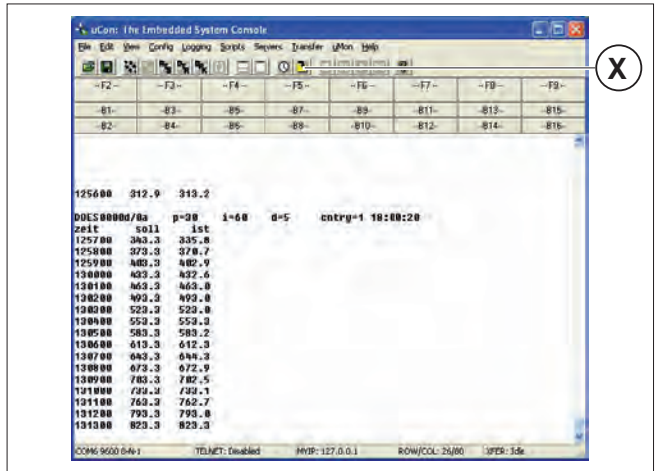 uCon: The Embedded System Console
File Edit View Config Logging Scripts Servers Transfer uMon Help
X
--F2-- --F3-- --F4-- --F5-- --F6-- --F7-- --F8-- --F9--
-B1- -B3- -B5- -B7- -B9- -B11- -B13- -B15-
-B2- -B4- -B6- -B8- -B10- -B12- -B14- -B16-
125600 312.9 313.2
p=30 i=60 d=5 entry=1 18:00:20
zeit soll ist
125700 343.3 335.8
125800 373.3 370.7
125900 403.3 402.9
130000 433.3 432.6
130100 463.3 463.0
130200 493.3 493.0
130300 523.3 523.0
130400 553.3 553.3
130500 583.3 583.2
130600 613.3 612.3
130700 643.3 644.3
130800 673.3 672.9
130900 703.3 702.5
131000 733.3 733.1
131100 763.3 762.7
131200 793.3 793.0
131300 823.3 823.3
COM6 9600 8-N-1 TELNET: Disabled MYIP: 127.0.0.1 ROW/COL: 26/80 XFER: Idle